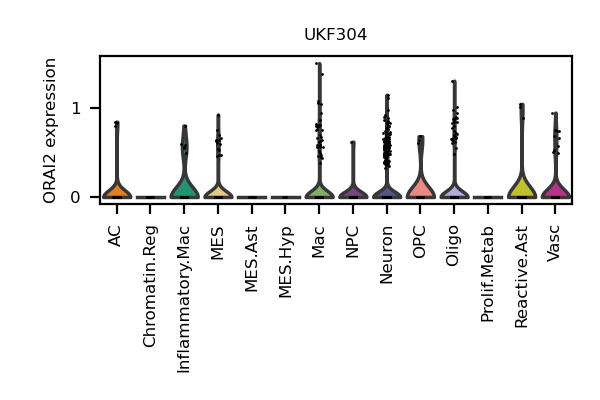 UKF304
ORAI2 expression
1
0
AC
Chromatin.Reg
Inflammatory.Mac
MES
MES.Ast
MES.Hyp
Mac
NPC
Neuron
OPC
Oligo
Prolif.Metab
Reactive.Ast
Vasc